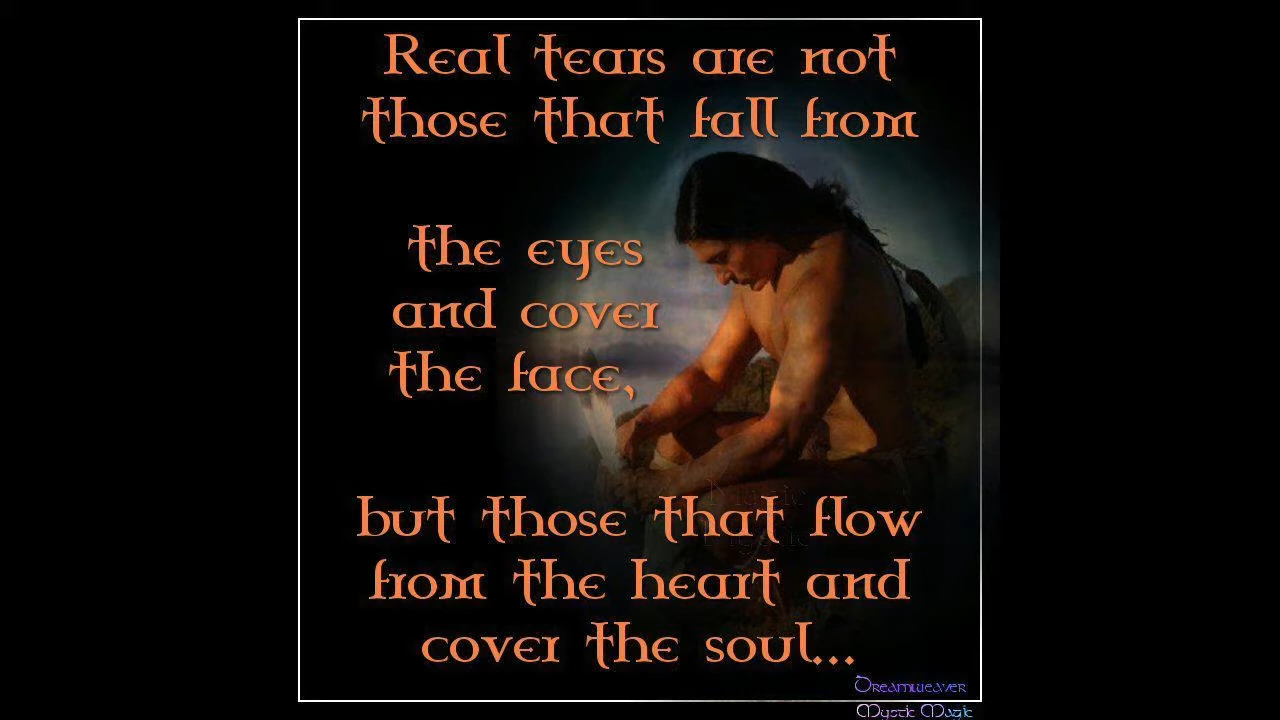 Real tears are not
those that fall from
the eyes
and cover
the face,
but those that flow
from the heart and
cover the soul...
Dreamweaver
Mystic Magic